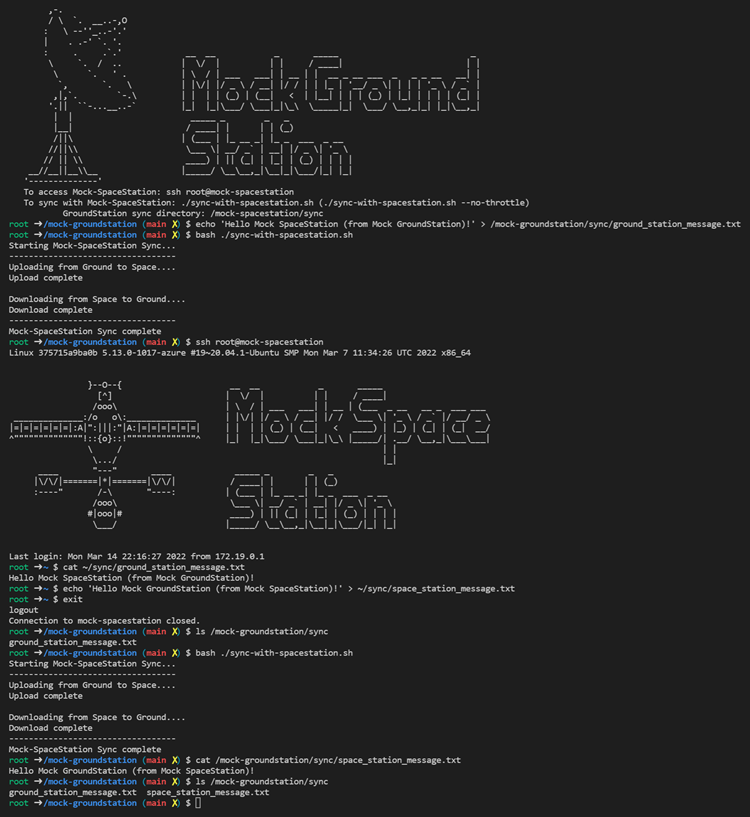 Mock Ground
Station
To access Mock-SpaceStation: ssh root@mock-spacestation
To sync with Mock-SpaceStation: ./sync-with-spacestation.sh (./sync-with-spacestation.sh --no-throttle)
GroundStation sync directory: /mock-groundstation/sync
root ➜/mock-groundstation (main ✗) $ echo 'Hello Mock SpaceStation (from Mock GroundStation)!' > /mock-groundstation/sync/ground_station_message.txt
root ➜/mock-groundstation (main ✗) $ bash ./sync-with-spacestation.sh
Starting Mock-SpaceStation Sync...
--------------------------------
Uploading from Ground to Space....
Upload complete
Downloading from Space to Ground....
Download complete
--------------------------------
Mock-SpaceStation Sync complete
root ➜/mock-groundstation (main ✗) $ ssh root@mock-spacestation
Linux 375715a9ba0b 5.13.0-1017-azure #19~20.04.1-Ubuntu SMP Mon Mar 7 11:34:26 UTC 2022 x86_64
Mock Space
Station
Last login: Mon Mar 14 22:16:27 2022 from 172.19.0.1
root ➜~ $ cat ~/sync/ground_station_message.txt
Hello Mock SpaceStation (from Mock GroundStation)!
root ➜~ $ echo 'Hello Mock GroundStation (from Mock SpaceStation)!' > ~/sync/space_station_message.txt
root ➜~ $ exit
logout
Connection to mock-spacestation closed.
root ➜/mock-groundstation (main ✗) $ ls /mock-groundstation/sync
ground_station_message.txt
root ➜/mock-groundstation (main ✗) $ bash ./sync-with-spacestation.sh
Starting Mock-SpaceStation Sync...
--------------------------------
Uploading from Ground to Space....
Upload complete
Downloading from Space to Ground....
Download complete
--------------------------------
Mock-SpaceStation Sync complete
root ➜/mock-groundstation (main ✗) $ cat /mock-groundstation/sync/space_station_message.txt
Hello Mock GroundStation (from Mock SpaceStation)!
root ➜/mock-groundstation (main ✗) $ ls /mock-groundstation/sync
ground_station_message.txt  space_station_message.txt
root ➜/mock-groundstation (main ✗) $